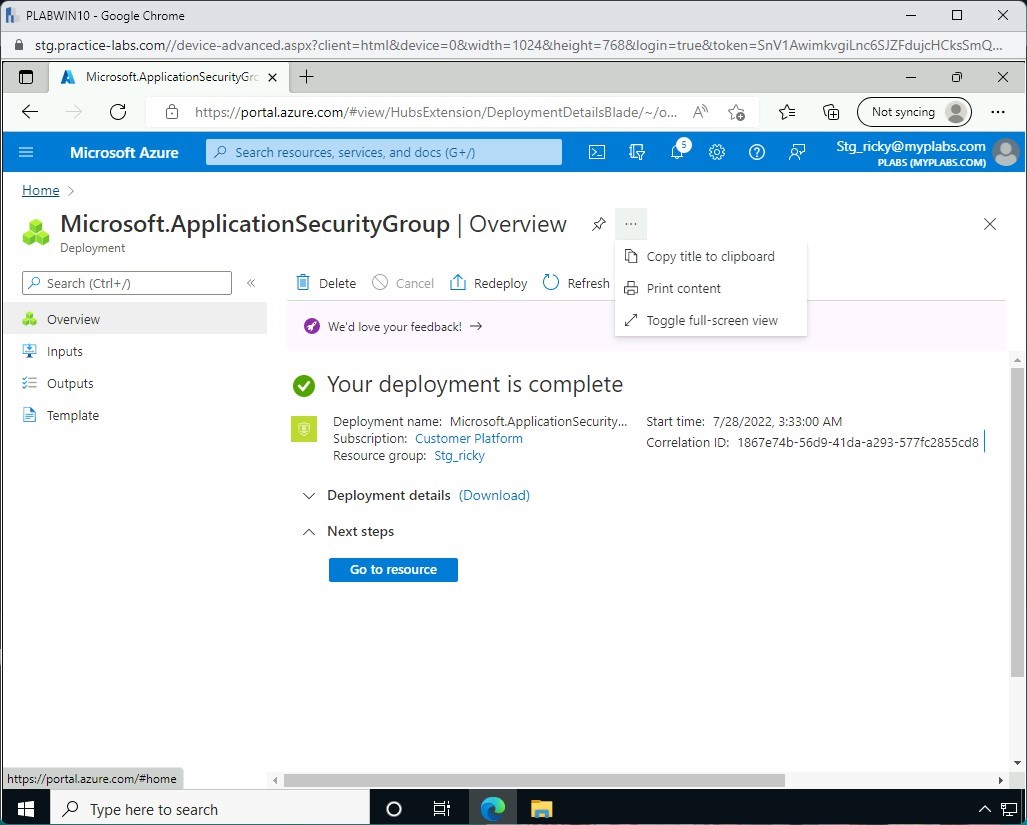 PLABWIN10 - Google Chrome
stg.practice-labs.com//device-advanced.aspx?client=html&device=0&width=1024&height=768&login=true&token=SnV1AwimkvgiLnc6SJZFdujcHCksSmQ...
Microsoft.ApplicationSecurityGro
https://portal.azure.com/#view/HubsExtension/DeploymentDetailsBlade/~/o...
Not syncing
Microsoft Azure
Search resources, services, and docs (G+/)
5
Stg_ricky@myplabs.com
PLABS (MYPLABS.COM)
Home
Microsoft.ApplicationSecurityGroup | Overview
Deployment
Copy title to clipboard
Print content
Toggle full-screen view
Search (Ctrl+/)
Delete
Cancel
Redeploy
Refresh
Overview
Inputs
Outputs
Template
We'd love your feedback! →
Your deployment is complete
Deployment name: Microsoft.ApplicationSecurity...
Subscription: Customer Platform
Resource group: Stg_ricky
Start time: 7/28/2022, 3:33:00 AM
Correlation ID: 1867e74b-56d9-41da-a293-577fc2855cd8
Deployment details (Download)
Next steps
Go to resource
https://portal.azure.com/#home
Type here to search